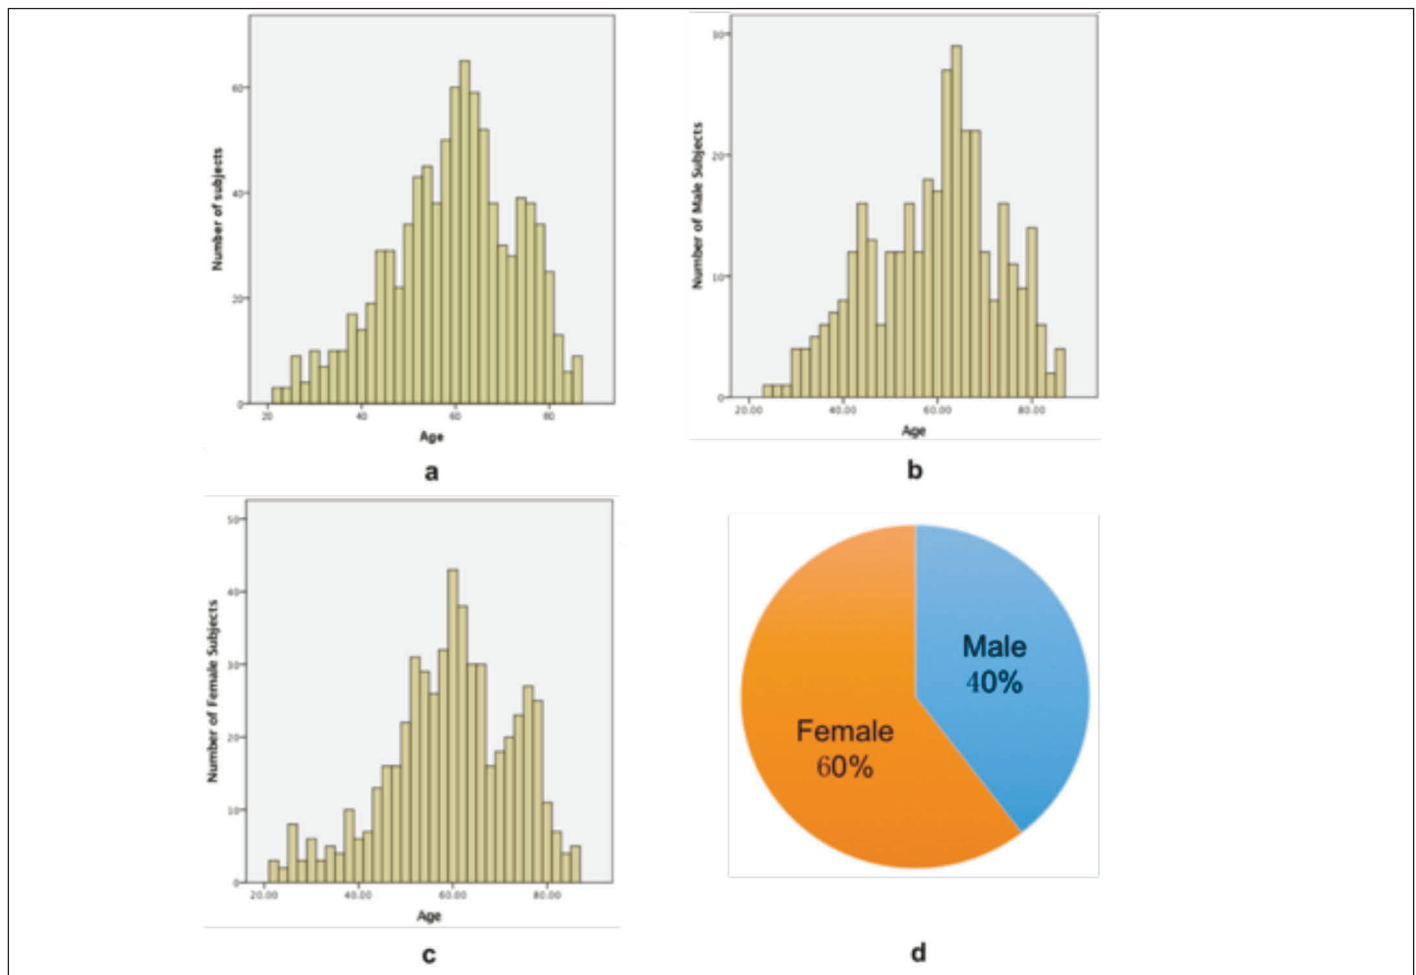 Number of subjects
60
40
20
0
20 40 60 80
Age
a
Number of Male Subjects
30
20
10
0
20.00 40.00 60.00 80.00
Age
b
Number of Female Subjects
50
40
30
20
10
0
20.00 40.00 60.00 80.00
Age
c
Male
40%
Female
60%
d